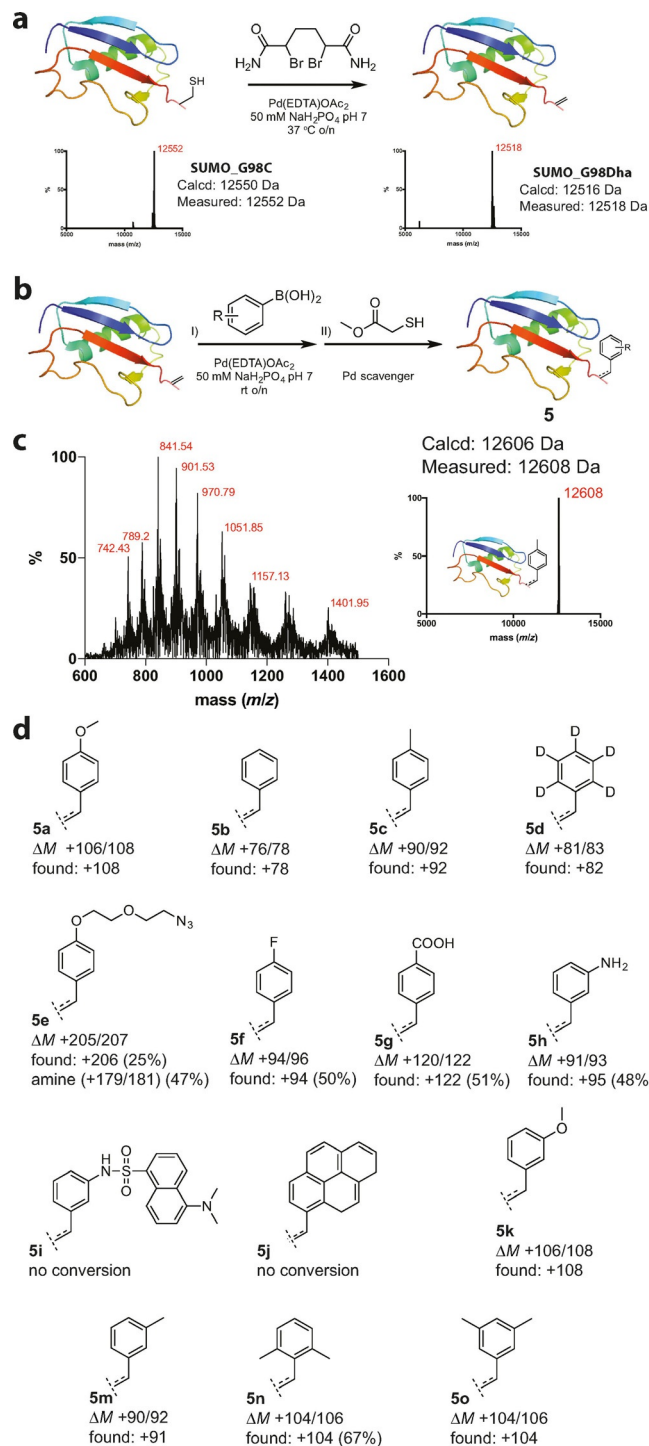 a
SH
H₂N
O
Br
Br
O
NH₂
Pd(EDTA)OAc₂
50 mM NaH₂PO₄ pH 7
37 °C o/n
12552
SUMO_G98C
Calcd: 12550 Da
Measured: 12552 Da
%
5000
10000
15000
mass (m/z)
12518
SUMO_G98Dha
Calcd: 12516 Da
Measured: 12518 Da
%
5000
10000
15000
mass (m/z)
b
I)
R
B(OH)₂
Pd(EDTA)OAc₂
50 mM NaH₂PO₄ pH 7
rt o/n
II)
O
O
SH
Pd scavenger
R
5
c
100
50
0
%
742.43
789.2
841.54
901.53
970.79
1051.85
1157.13
1401.95
600
800
1000
1200
1400
1600
mass (m/z)
Calcd: 12606 Da
Measured: 12608 Da
100
50
0
%
12608
5000
10000
15000
mass (m/z)
d
O
5a
ΔM +106/108
found: +108
5b
ΔM +76/78
found: +78
5c
ΔM +90/92
found: +92
D
D
D
D
D
5d
ΔM +81/83
found: +82
O
O
N₃
5e
ΔM +205/207
found: +206 (25%)
amine (+179/181) (47%)
F
5f
ΔM +94/96
found: +94 (50%)
COOH
5g
ΔM +120/122
found: +122 (51%)
NH₂
5h
ΔM +91/93
found: +95 (48%
H
N
O
S
O
N
5i
no conversion
5j
no conversion
O
5k
ΔM +106/108
found: +108
5m
ΔM +90/92
found: +91
5n
ΔM +104/106
found: +104 (67%)
5o
ΔM +104/106
found: +104